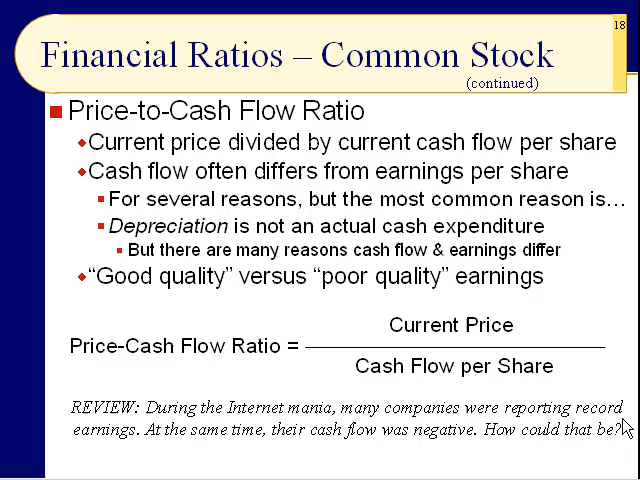 18
Financial Ratios – Common Stock
(continued)
Price-to-Cash Flow Ratio
Current price divided by current cash flow per share
Cash flow often differs from earnings per share
For several reasons, but the most common reason is…
Depreciation is not an actual cash expenditure
But there are many reasons cash flow & earnings differ
“Good quality” versus “poor quality” earnings
Current Price
Price-Cash Flow Ratio =
Cash Flow per Share
REVIEW: During the Internet mania, many companies were reporting record
earnings. At the same time, their cash flow was negative. How could that be?